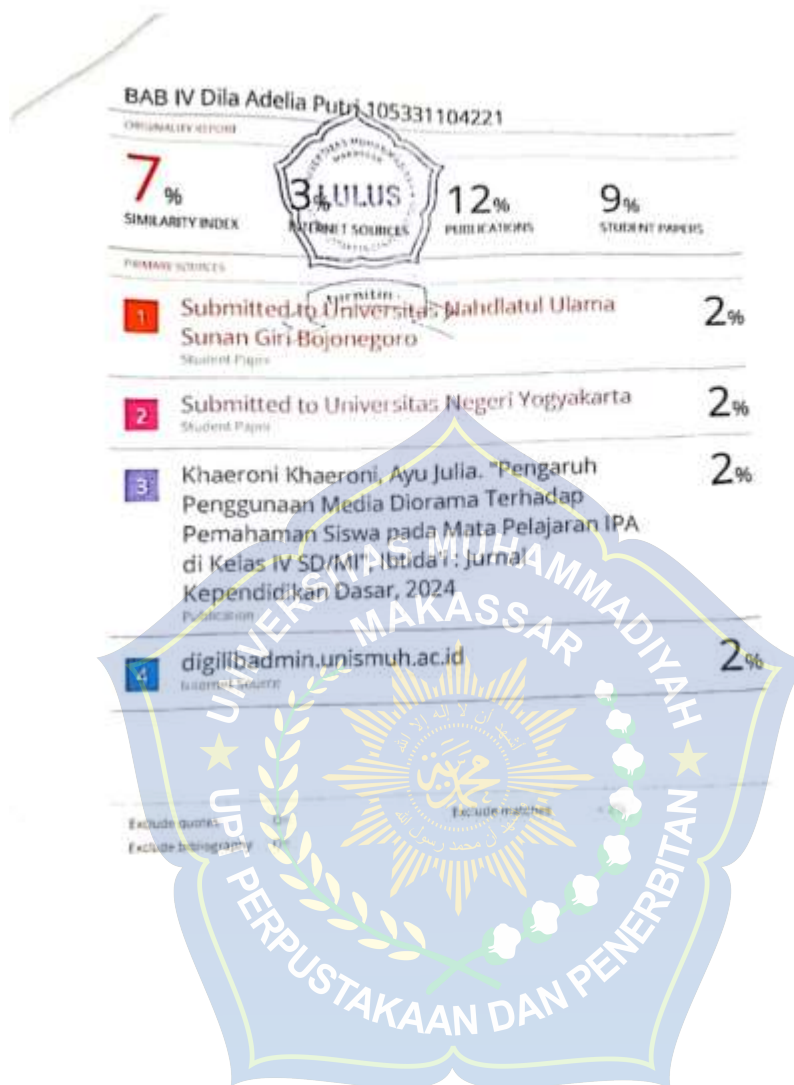 BAB IV Dila Adelia Putri 105331104221
ORIGINALITY REPORT
7%
SIMILARITY INDEX
3%
INTERNET SOURCES
12%
PUBLICATIONS
9%
STUDENT PAPERS
LULUS
turnitin
PRIMARY SOURCES
1
Submitted to Universitas Nahdlatul Ulama
Sunan Giri Bojonegoro
Student Paper
2%
2
Submitted to Universitas Negeri Yogyakarta
Student Paper
2%
3
Khaeroni Khaeroni, Ayu Julia. "Pengaruh
Penggunaan Media Diorama Terhadap
Pemahaman Siswa pada Mata Pelajaran IPA
di Kelas IV SD/MI", Ibtida'i : Jurnal
Kependidikan Dasar, 2024
Publication
2%
4
digilibadmin.unismuh.ac.id
Internet Source
2%
Exclude quotes
Exclude matches
Exclude bibliography
UNIVERSITAS MUHAMMADIYAH
MAKASSAR
UPT PERPUSTAKAAN DAN PENERBITAN